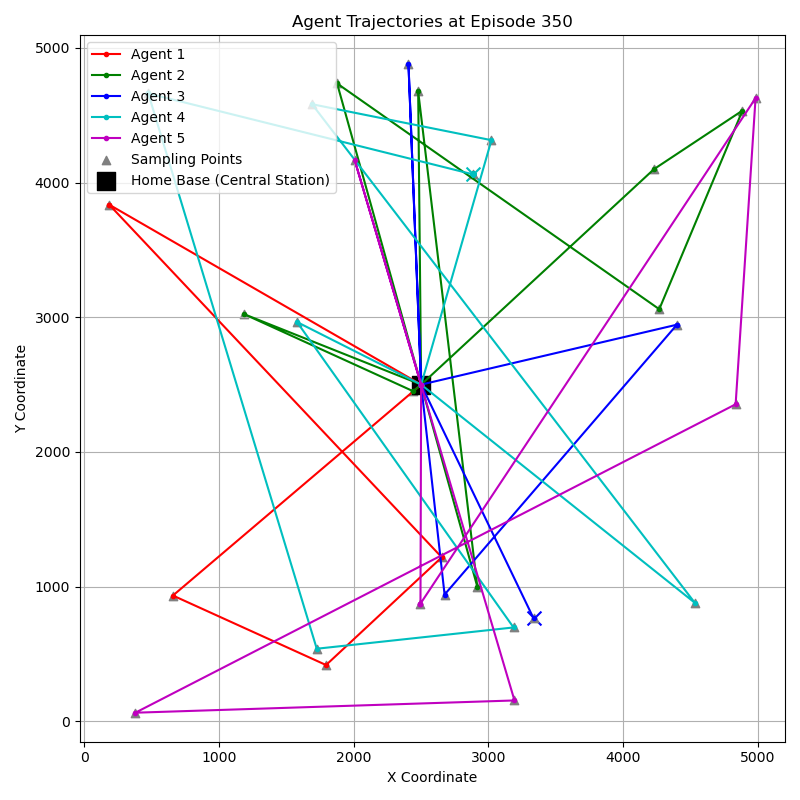 Agent Trajectories at Episode 350
Agent 1
Agent 2
Agent 3
Agent 4
Agent 5
Sampling Points
Home Base (Central Station)
5000
4000
3000
2000
1000
0
Y Coordinate
0 1000 2000 3000 4000 5000
X Coordinate